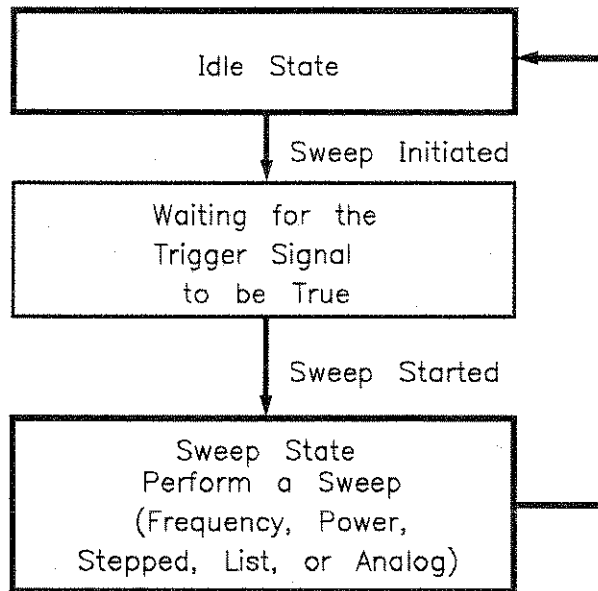 Idle State
Sweep Initiated
Waiting for the
Trigger Signal
to be True
Sweep Started
Sweep State
Perform a Sweep
(Frequency, Power,
Stepped, List, or Analog)